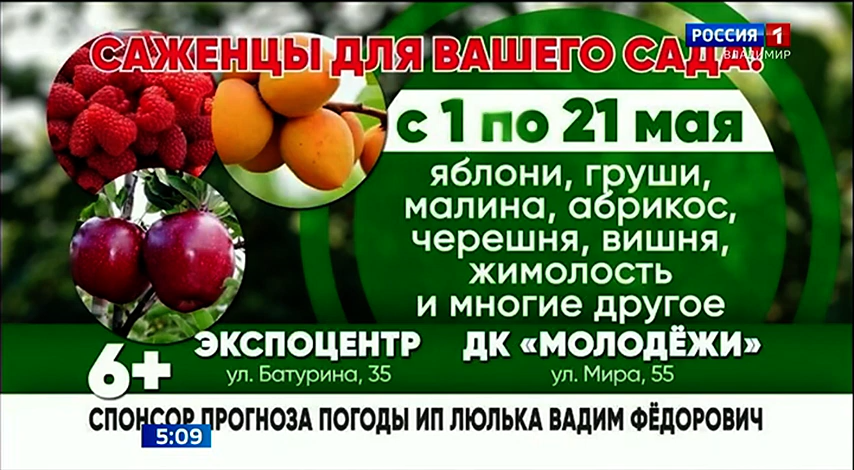 РОССИЯ 1
ВЛАДИМИР
САЖЕНЦЫ ДЛЯ ВАШЕГО САДА!
с 1 по 21 мая
яблони, груши,
малина, абрикос,
черешня, вишня,
жимолость
и многие другое
6+
ЭКСПОЦЕНТР
ул. Батурина, 35
ДК «МОЛОДЁЖИ»
ул. Мира, 55
СПОНСОР ПРОГНОЗА ПОГОДЫ ИП ЛЮЛЬКА ВАДИМ ФЁДОРОВИЧ
5:09